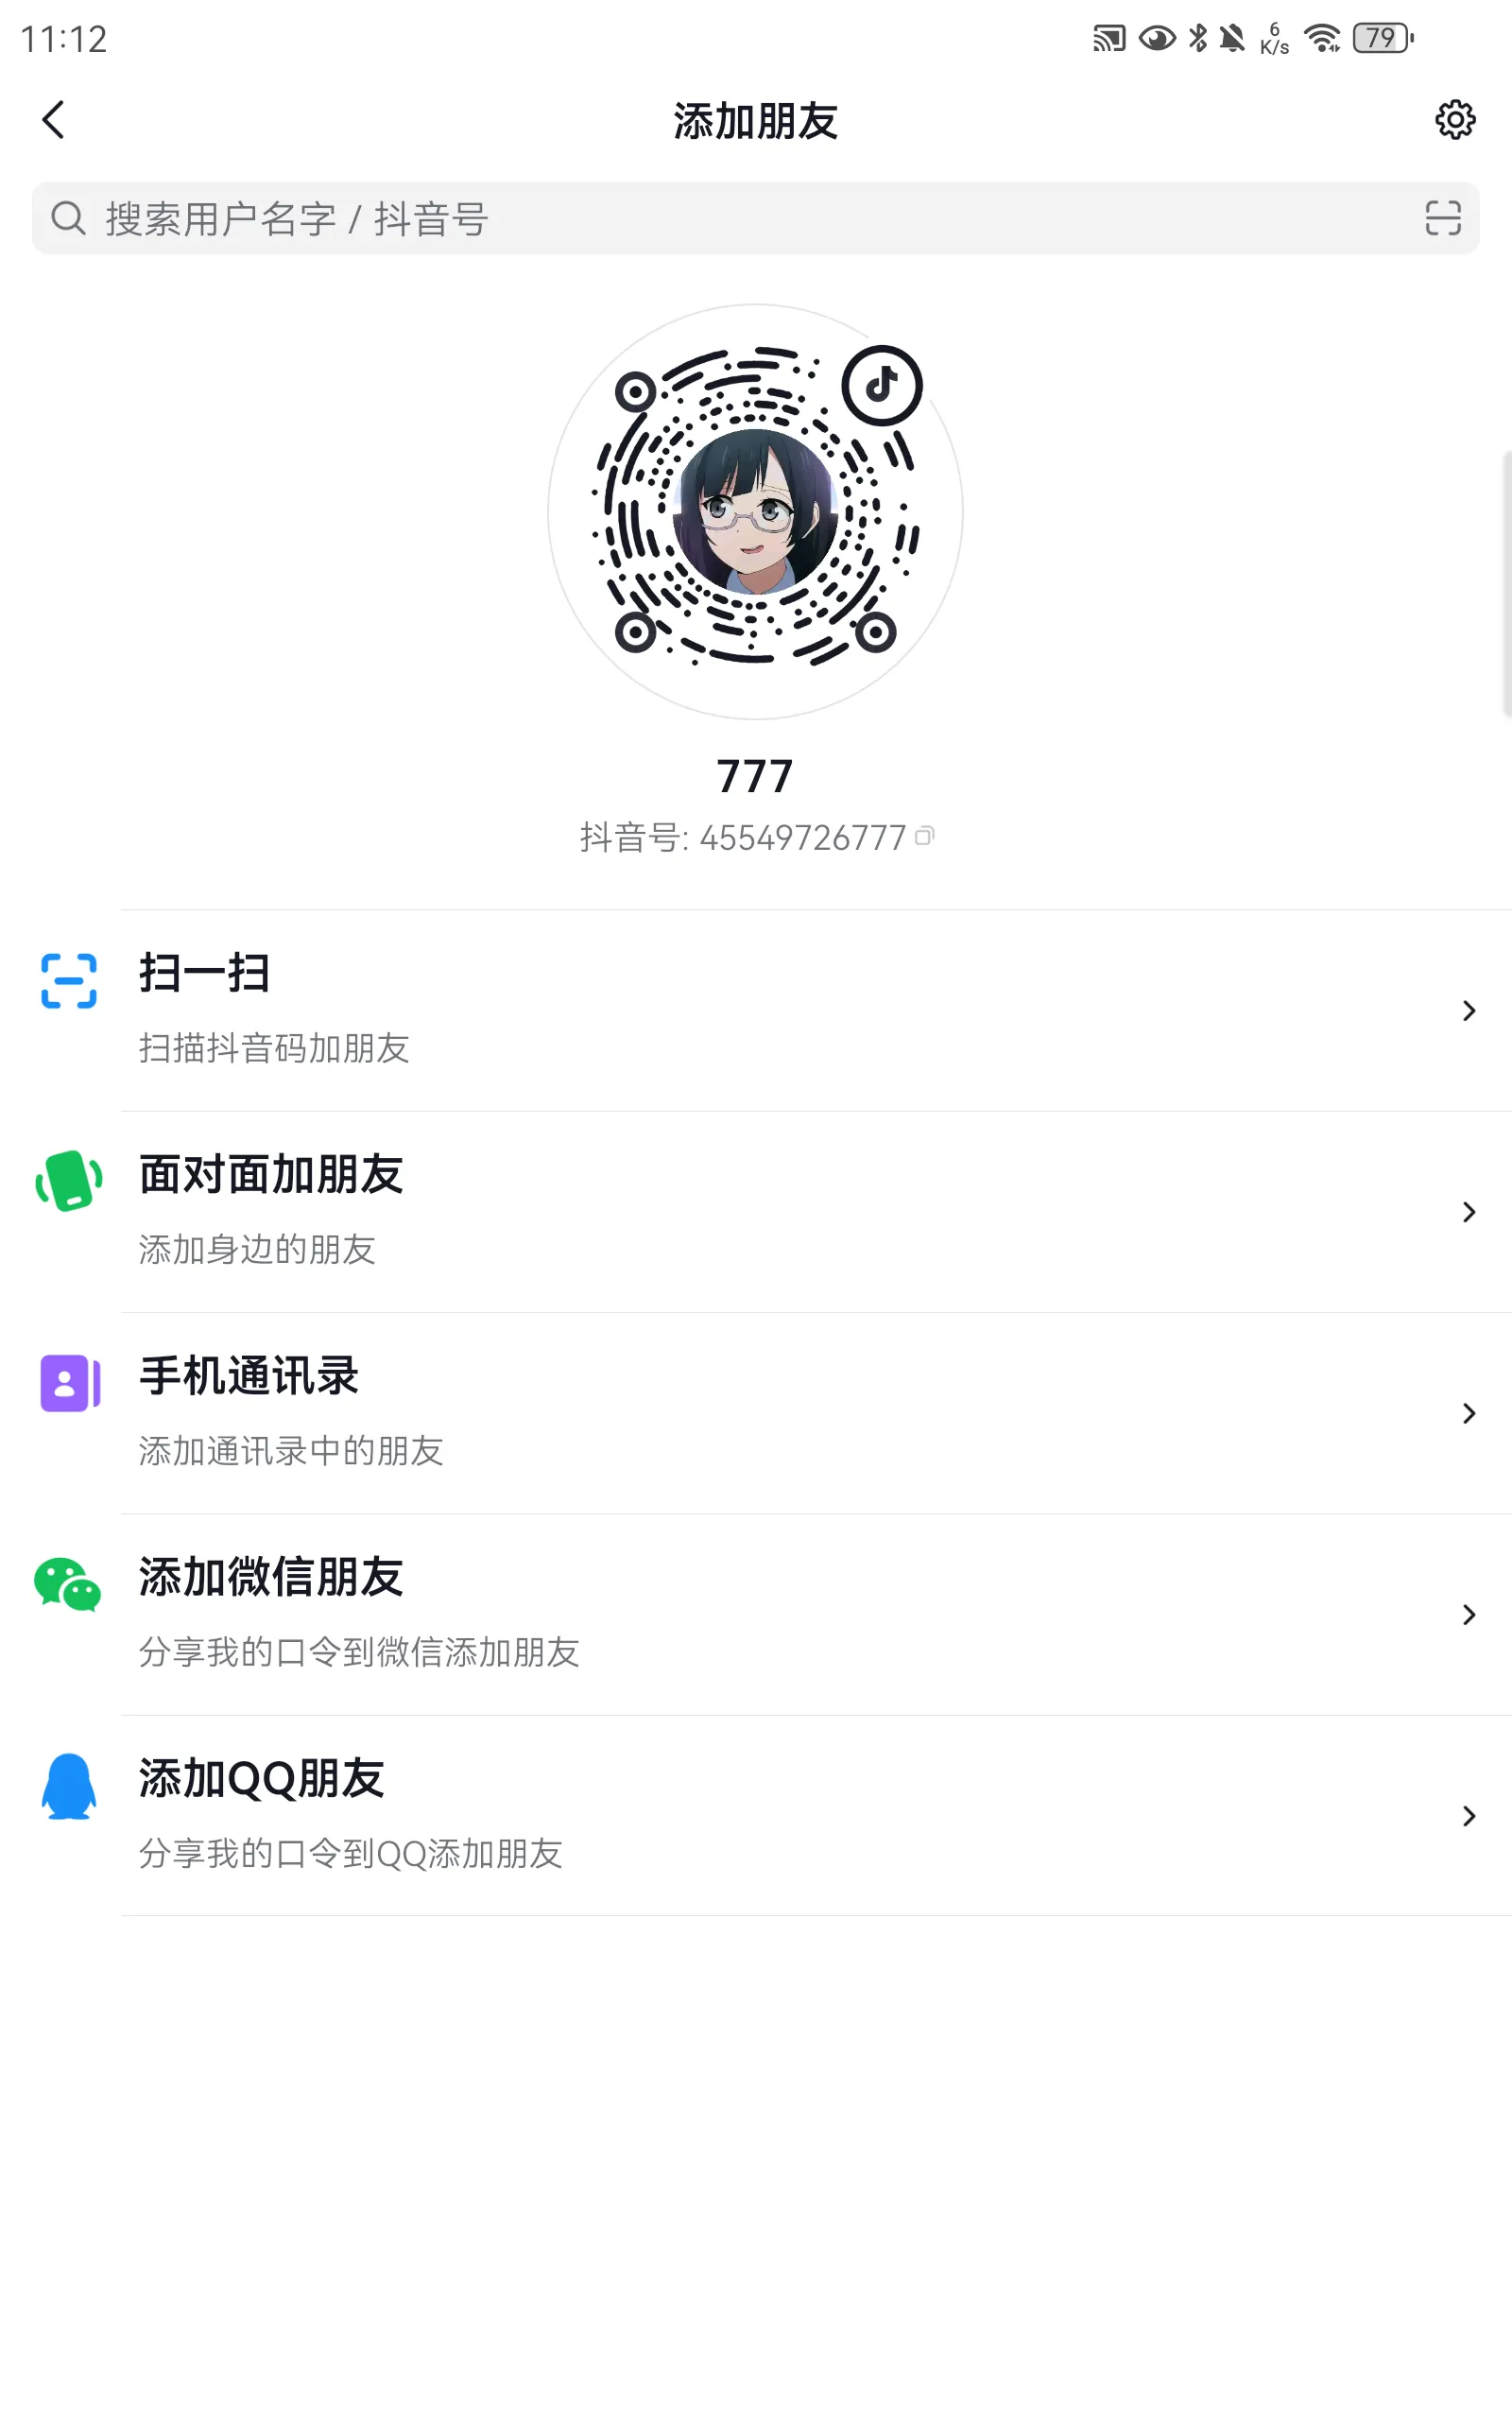 11:12
6
K/s
79
添加朋友
搜索用户名字 / 抖音号
777
抖音号: 45549726777
扫一扫
扫描抖音码加朋友
面对面加朋友
添加身边的朋友
手机通讯录
添加通讯录中的朋友
添加微信朋友
分享我的口令到微信添加朋友
添加QQ朋友
分享我的口令到QQ添加朋友